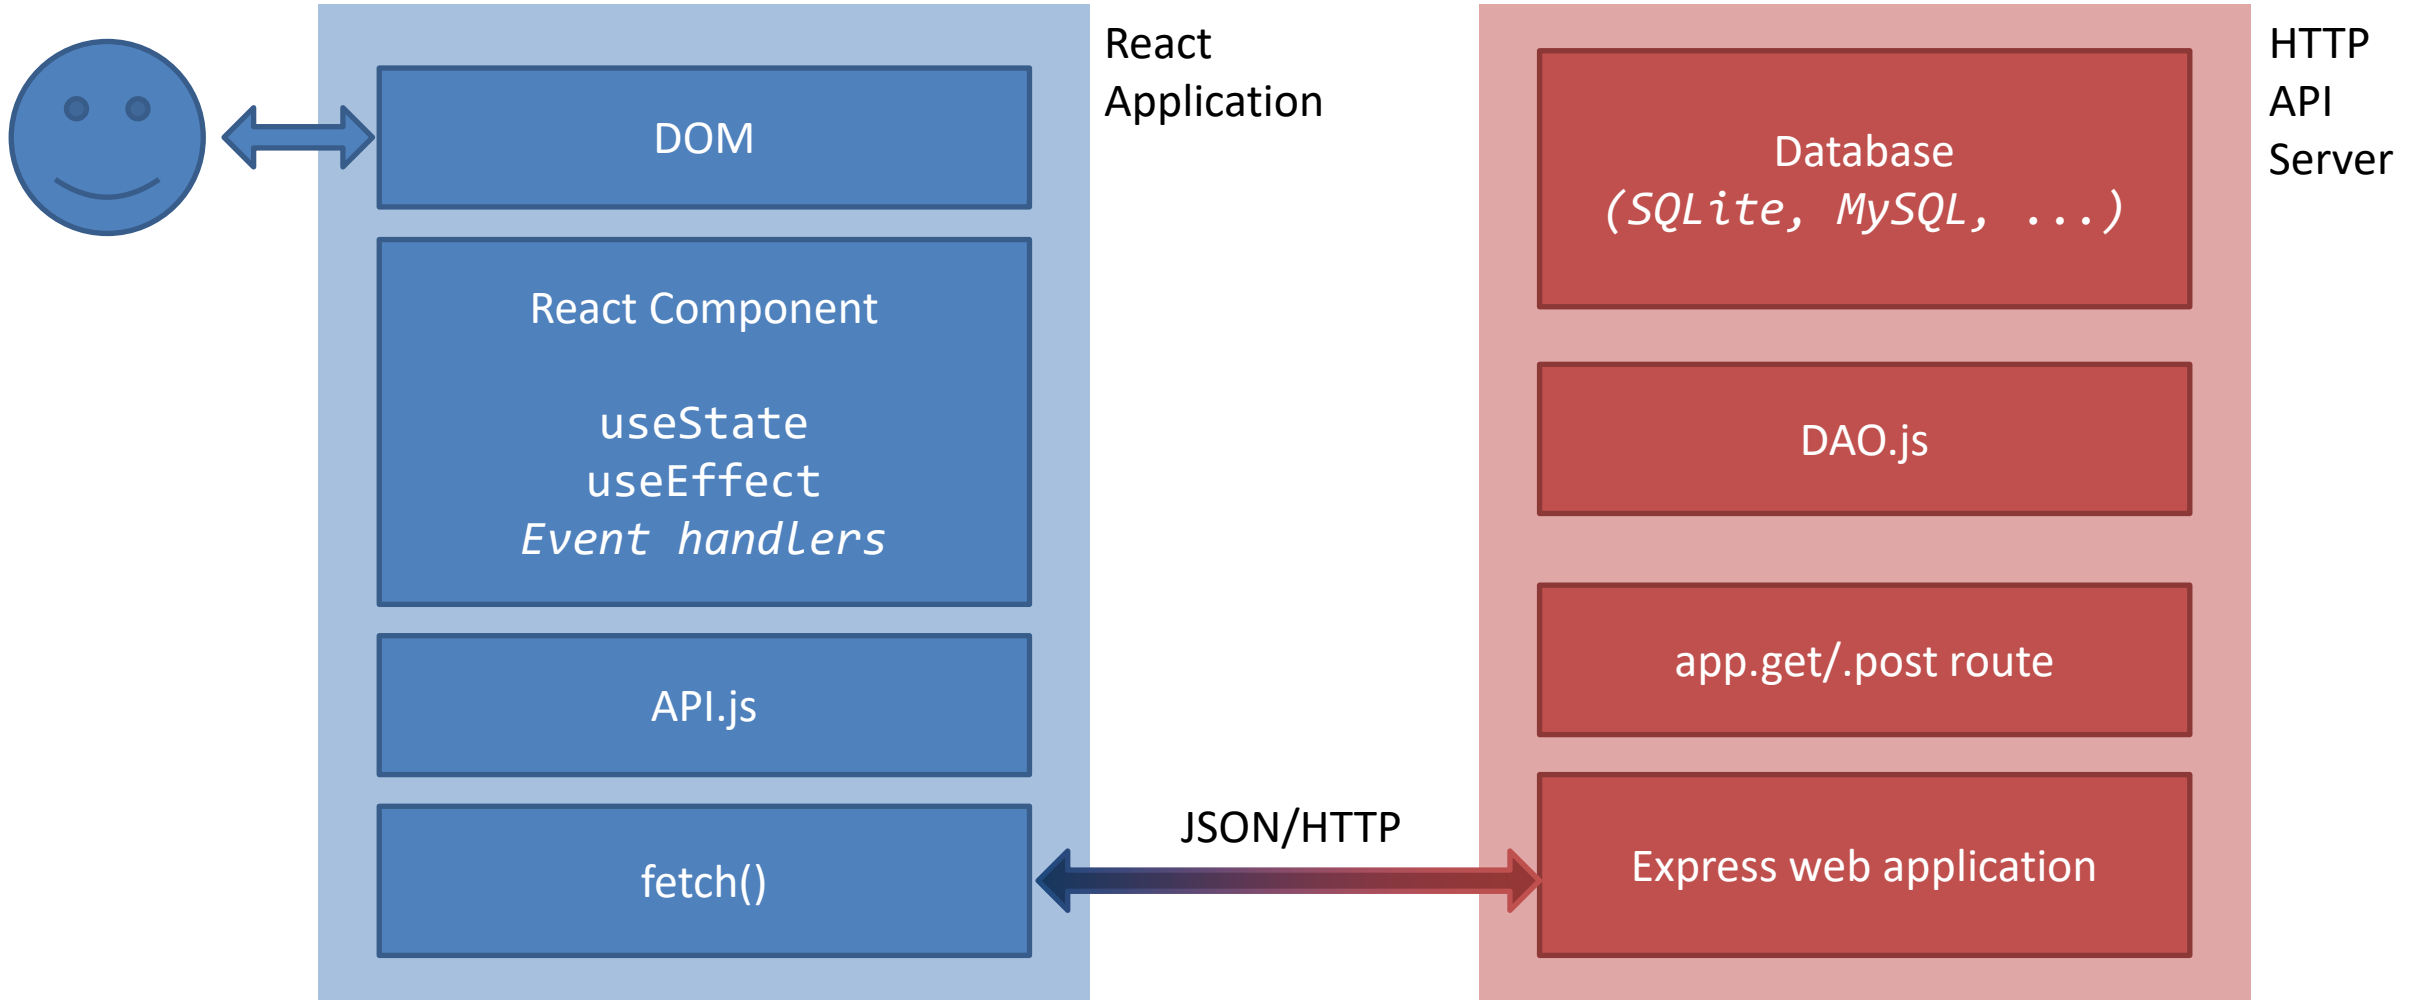 React
Application
DOM
React Component
useState
useEffect
Event handlers
API.js
fetch()
JSON/HTTP
HTTP
API
Server
Database
(SQLite, MySQL, ...)
DAO.js
app.get/.post route
Express web application